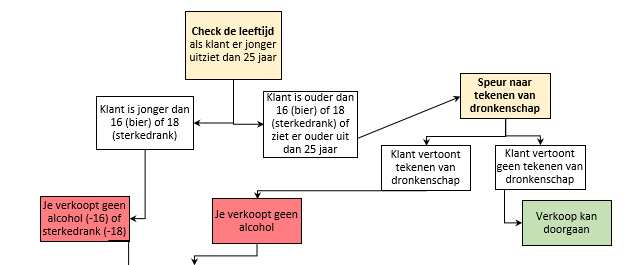 Check de leeftijd
als klant er jonger
uitziet dan 25 jaar
Klant is jonger dan
16 (bier) of 18
(sterkedrank)
Klant is ouder dan
16 (bier) of 18
(sterkedrank) of
ziet er ouder uit
dan 25 jaar
Speur naar
tekenen van
dronkenschap
Klant vertoont
tekenen van
dronkenschap
Klant vertoont
geen tekenen van
dronkenschap
Je verkoopt geen
alcohol (-16) of
sterkedrank (-18)
Je verkoopt geen
alcohol
Verkoop kan
doorgaan